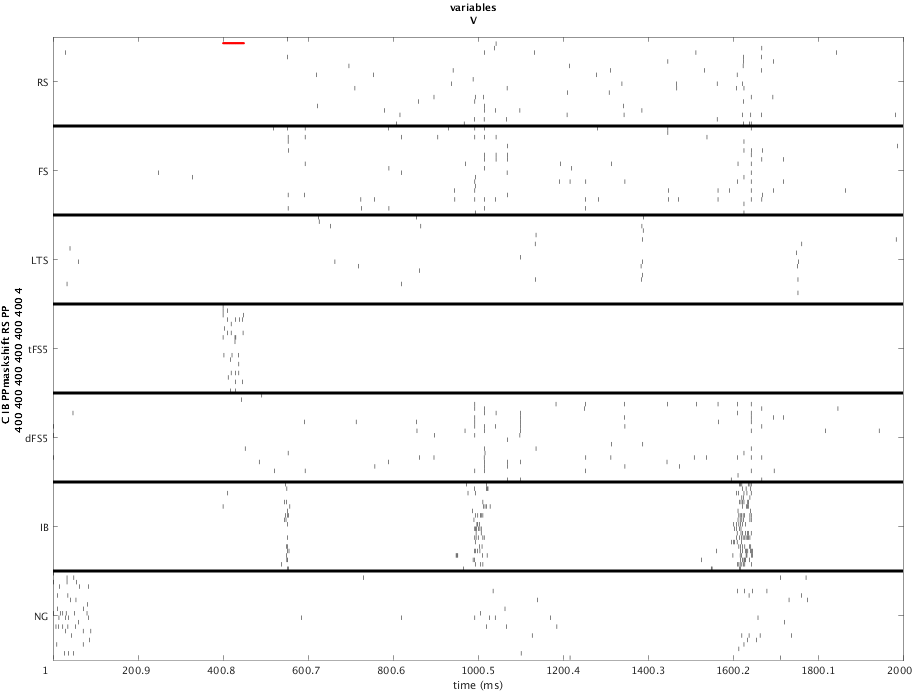 variables
V
RS
FS
LTS
tFS5
dFS5
IB
NG
C IB PPmaskshift RS PP
400 400 400 400 400 400 4
1
200.9
400.8
600.7
800.6
1000.5
1200.4
1400.3
1600.2
1800.1
2000
time (ms)